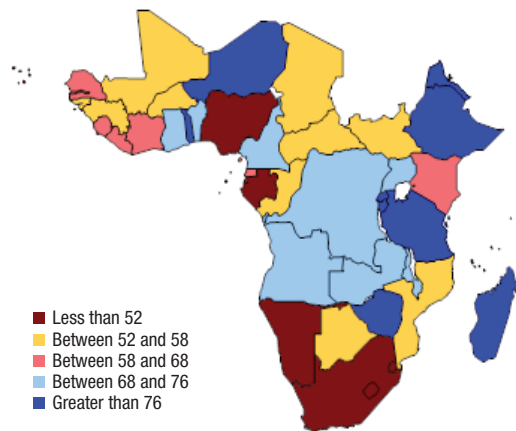 Less than 52
Between 52 and 58
Between 58 and 68
Between 68 and 76
Greater than 76